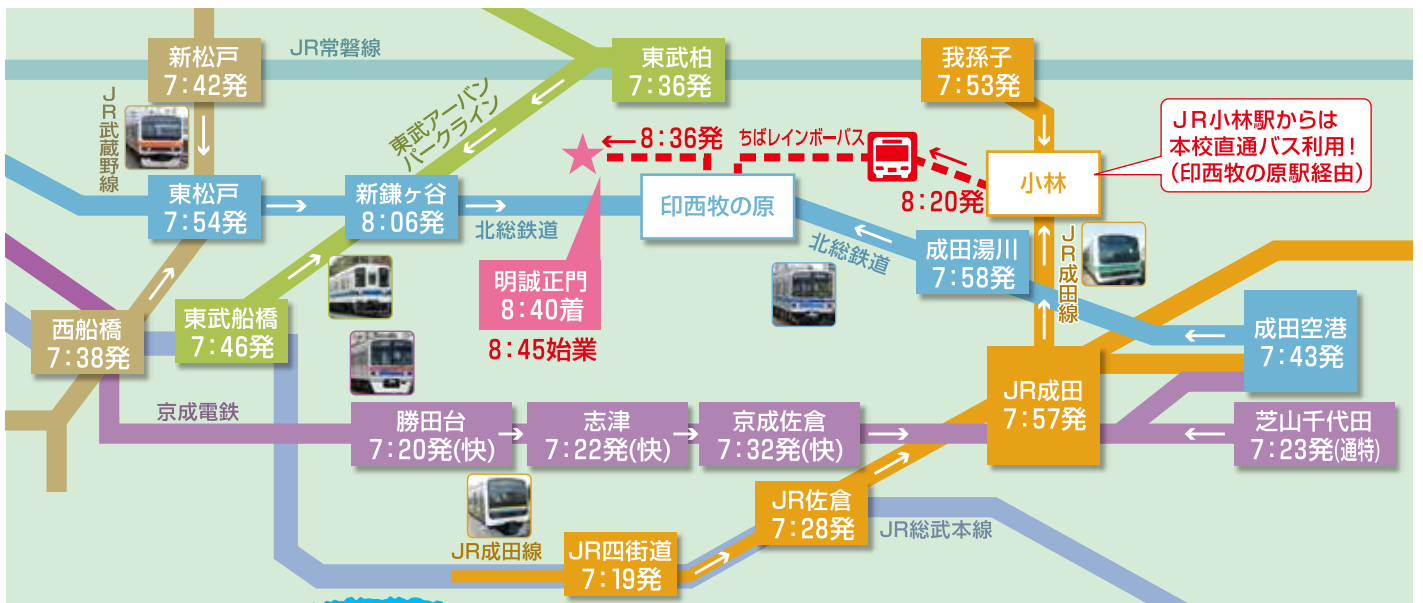 新松戸
7:42発
JR常磐線
東武柏
7:36発
我孫子
7:53発
JR武蔵野線
東武アーバン
パークライン
8:36発
ちばレインボーバス
8:20発
JR小林駅からは
本校直通バス利用!
(印西牧の原駅経由)
小林
東松戸
7:54発
新鎌ヶ谷
8:06発
北総鉄道
印西牧の原
北総鉄道
成田湯川
7:58発
JR成田線
明誠正門
8:40着
8:45始業
西船橋
7:38発
東武船橋
7:46発
成田空港
7:43発
京成電鉄
勝田台
7:20発(快)
志津
7:22発(快)
京成佐倉
7:32発(快)
JR成田
7:57発
芝山千代田
7:23発(通特)
JR佐倉
7:28発
JR総武本線
JR成田線
JR四街道
7:19発